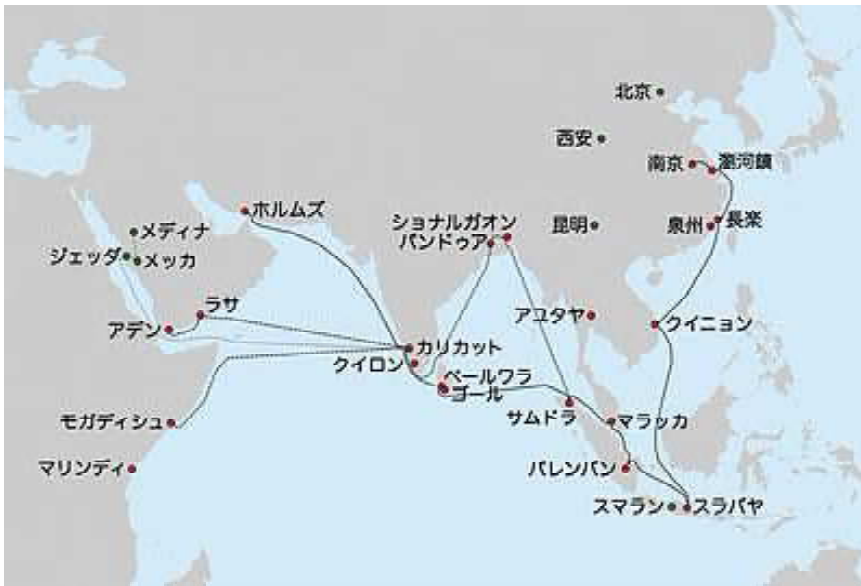 北京
西安
南京
瀏河鎮
ホルムズ
ショナルガオン
パンドゥア
昆明
泉州
長楽
メディナ
ジェッダ
メッカ
ラサ
アデン
アユタヤ
クイニョン
カリカット
クイロン
ベールワラ
ゴール
サムドラ
マラッカ
モガディシュ
マリンディ
パレンバン
スマラン
スラバヤ